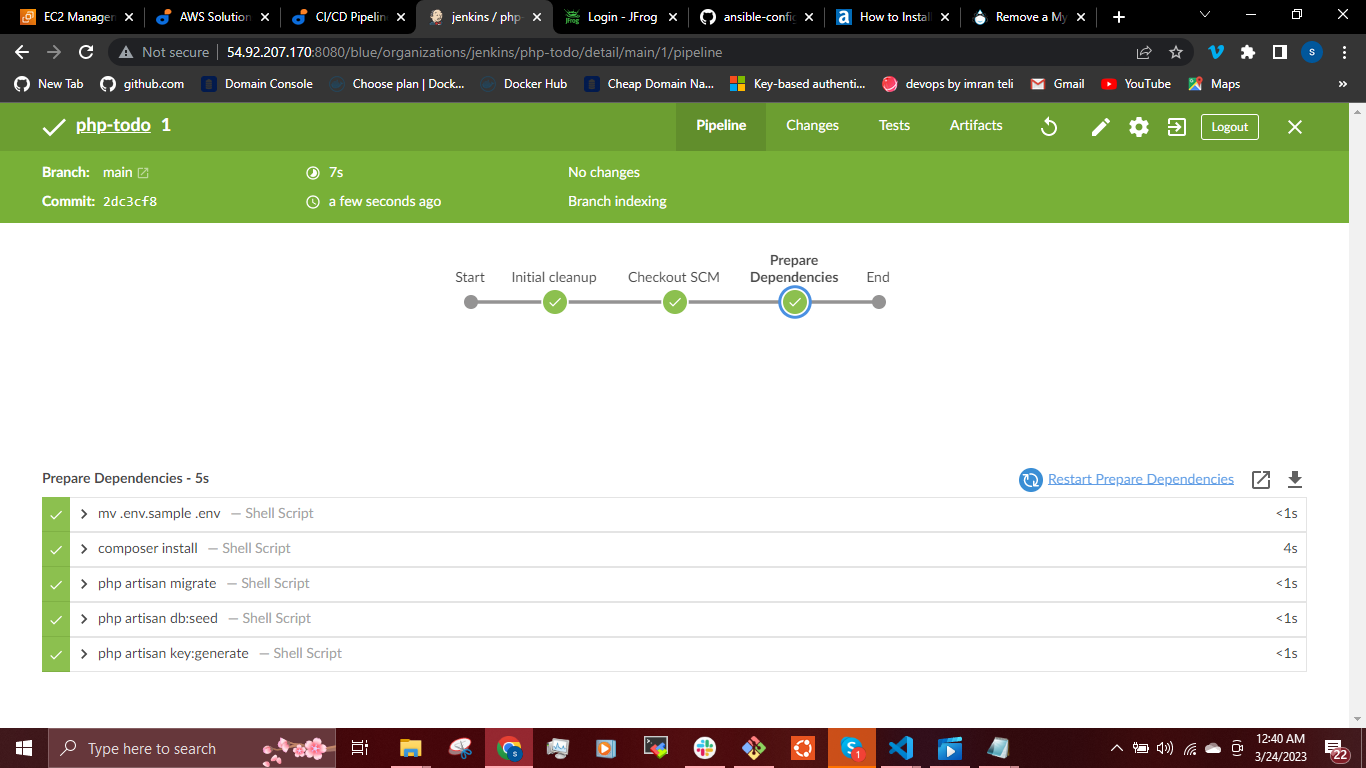 EC2 Managem
AWS Solution
CI/CD Pipelin
jenkins / php-
Login - JFrog
ansible-config
How to Install
Remove a My
Not secure
54.92.207.170:8080/blue/organizations/jenkins/php-todo/detail/main/1/pipeline
s
New Tab
github.com
Domain Console
Choose plan | Dock...
Docker Hub
Cheap Domain Na...
Key-based authenti...
devops by imran teli
Gmail
YouTube
Maps
»
php-todo 1
Pipeline
Changes
Tests
Artifacts
Logout
Branch: main
7s
No changes
Commit: 2dc3cf8
a few seconds ago
Branch indexing
Start
Initial cleanup
Checkout SCM
Prepare
Dependencies
End
Prepare Dependencies - 5s
Restart Prepare Dependencies
mv .env.sample .env — Shell Script <1s
composer install — Shell Script 4s
php artisan migrate — Shell Script <1s
php artisan db:seed — Shell Script <1s
php artisan key:generate — Shell Script <1s
Type here to search
12:40 AM
3/24/2023
22